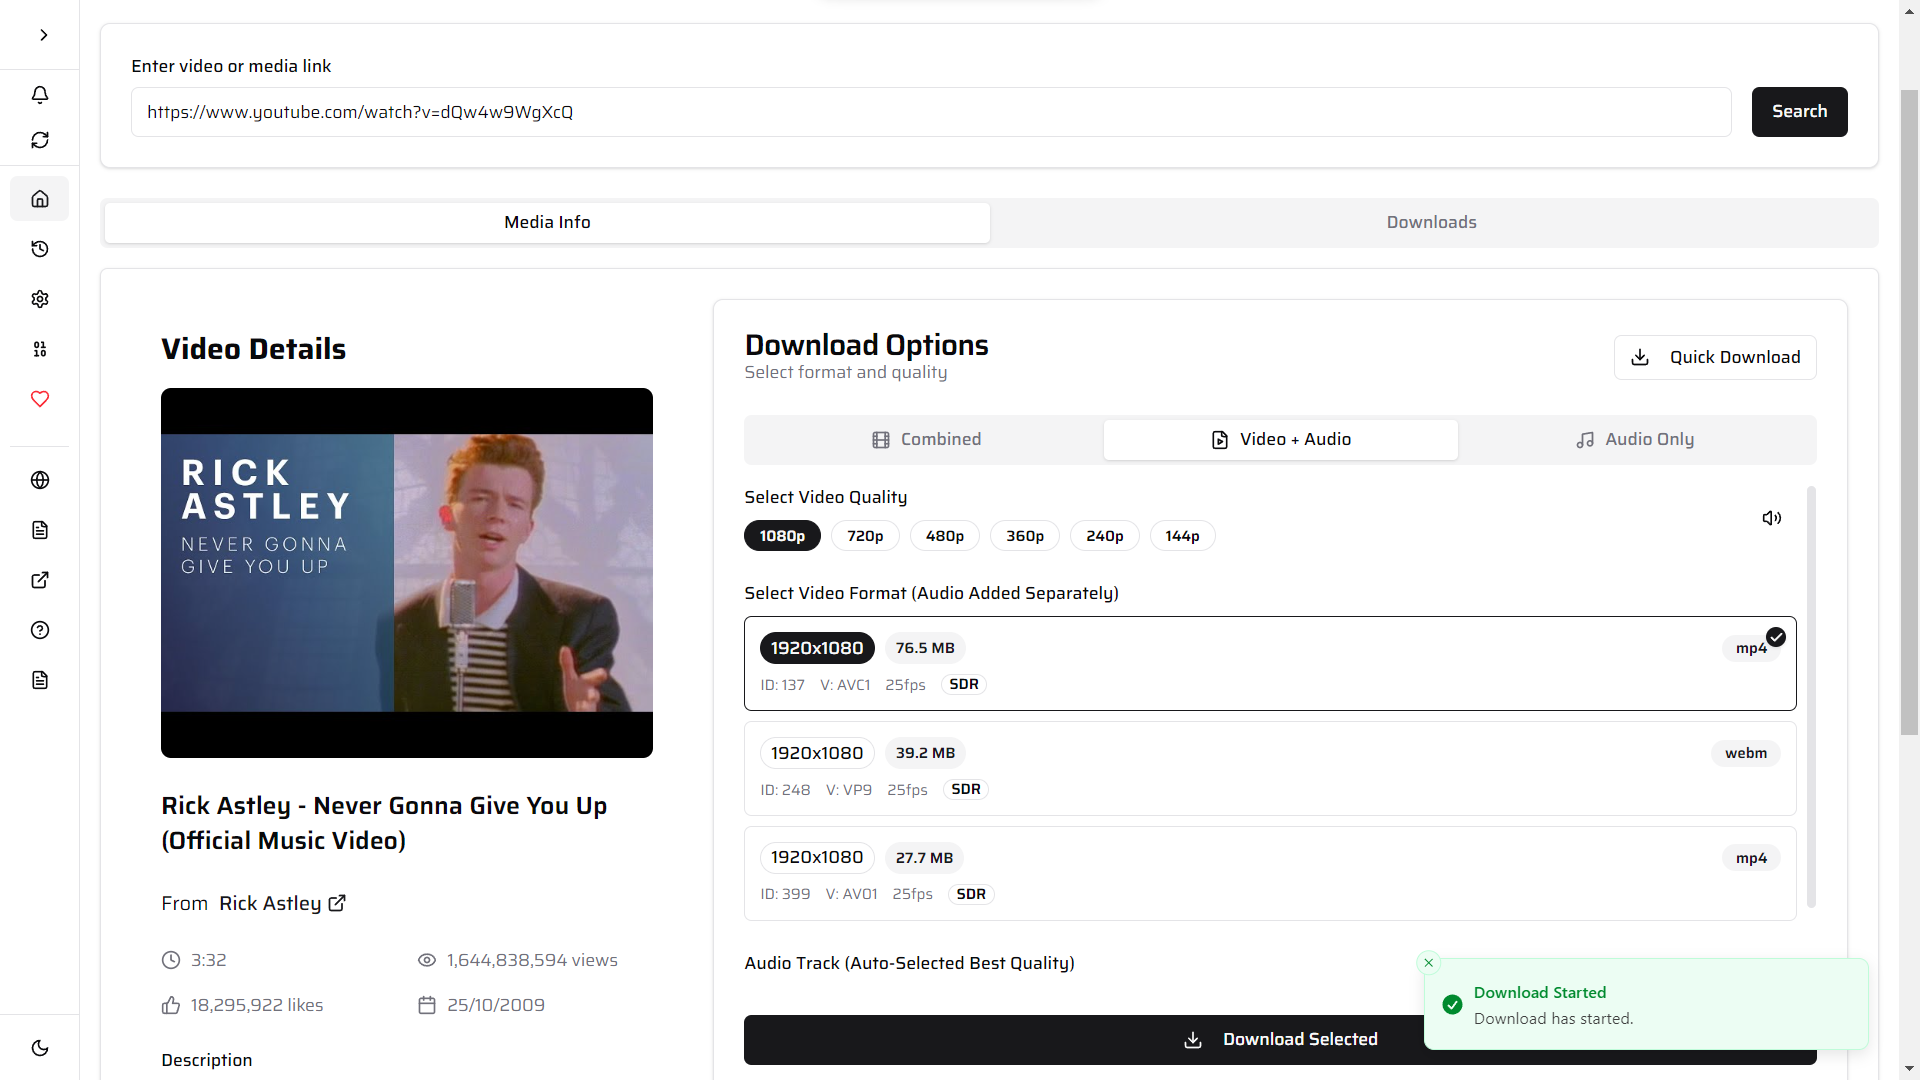 Enter video or media link
https://www.youtube.com/watch?v=dQw4w9WgXcQ
Search
Media Info
Downloads
01
10
Video Details
RICK
ASTLEY
NEVER GONNA
GIVE YOU UP
Rick Astley - Never Gonna Give You Up
(Official Music Video)
From Rick Astley
3:32
1,644,838,594 views
18,295,922 likes
25/10/2009
Description
Download Options
Select format and quality
Quick Download
Combined
Video + Audio
Audio Only
Select Video Quality
1080p 720p 480p 360p 240p 144p
Select Video Format (Audio Added Separately)
1920x1080 76.5 MB mp4
ID: 137 V: AVC1 25fps SDR
1920x1080 39.2 MB webm
ID: 248 V: VP9 25fps SDR
1920x1080 27.7 MB mp4
ID: 399 V: AV01 25fps SDR
Audio Track (Auto-Selected Best Quality)
Download Selected
Download Started
Download has started.